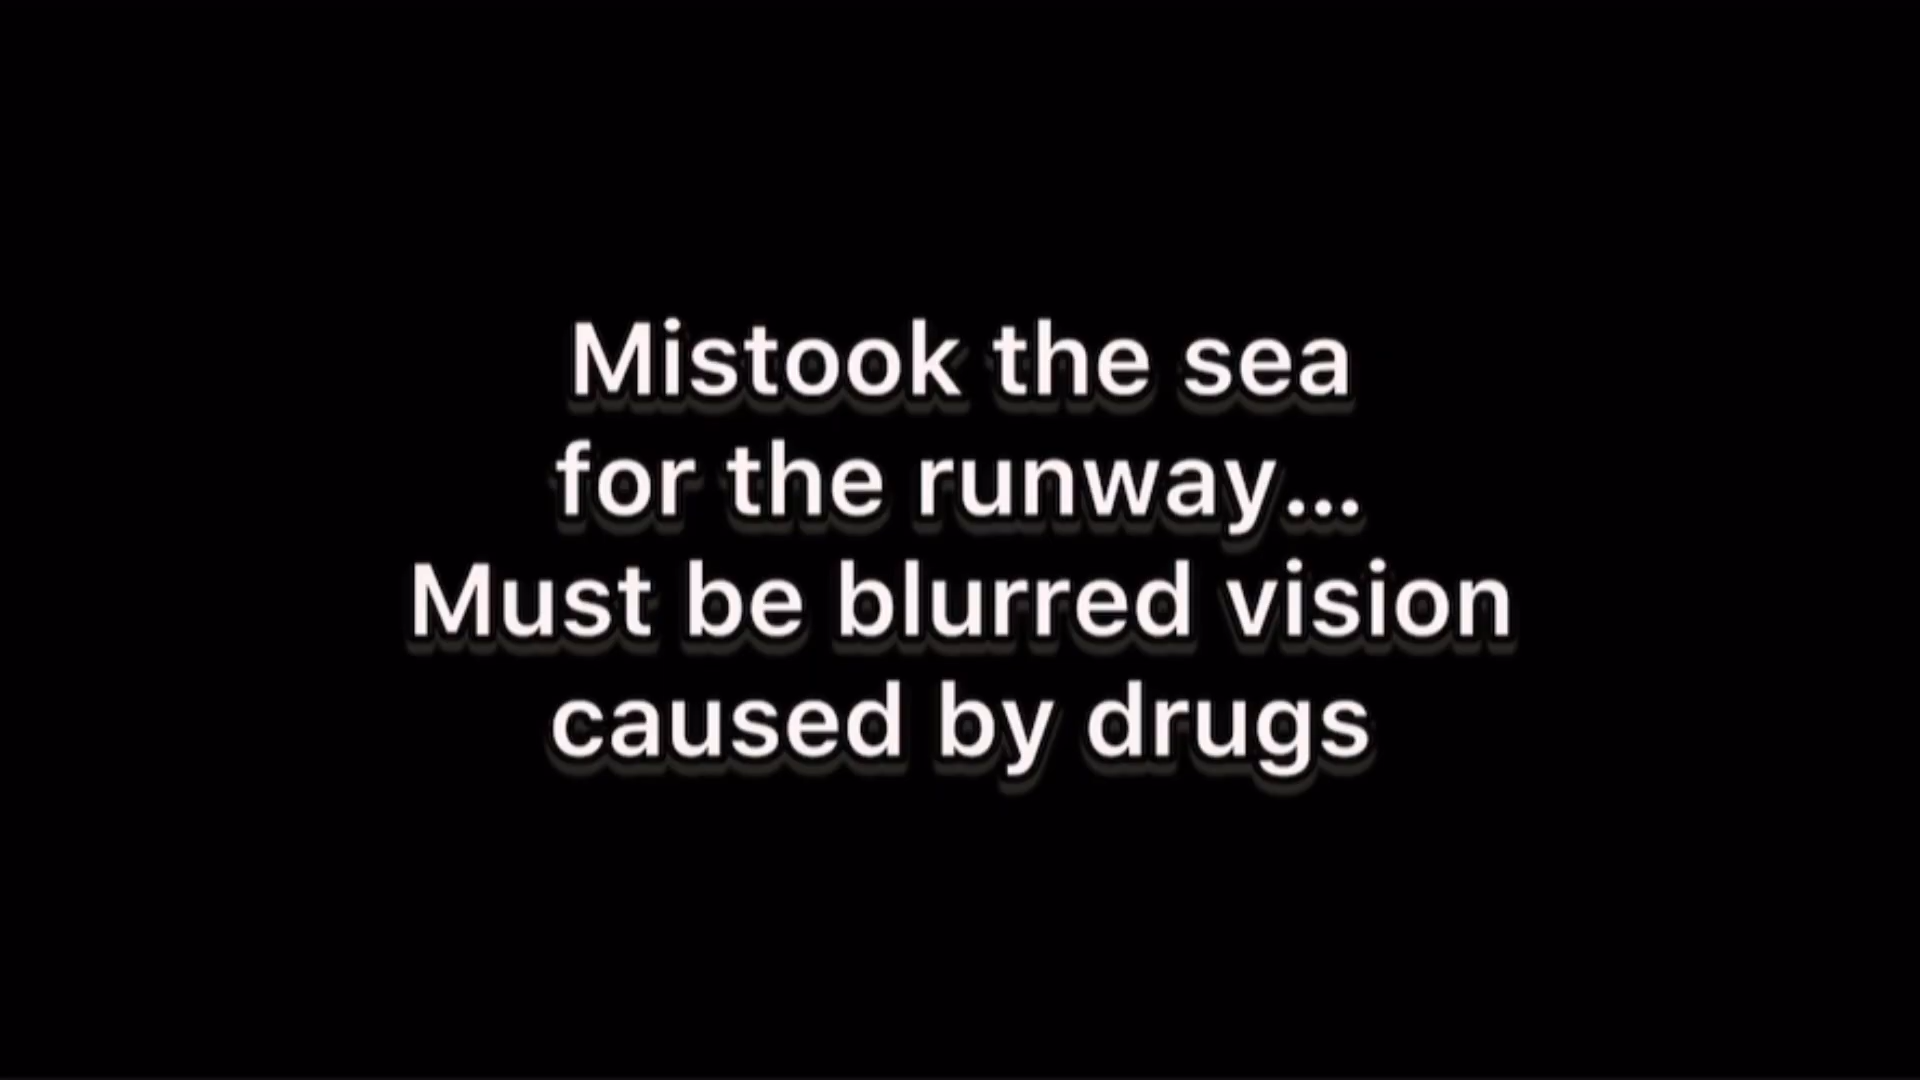 Mistook the sea
for the runway...
Must be blurred vision
caused by drugs